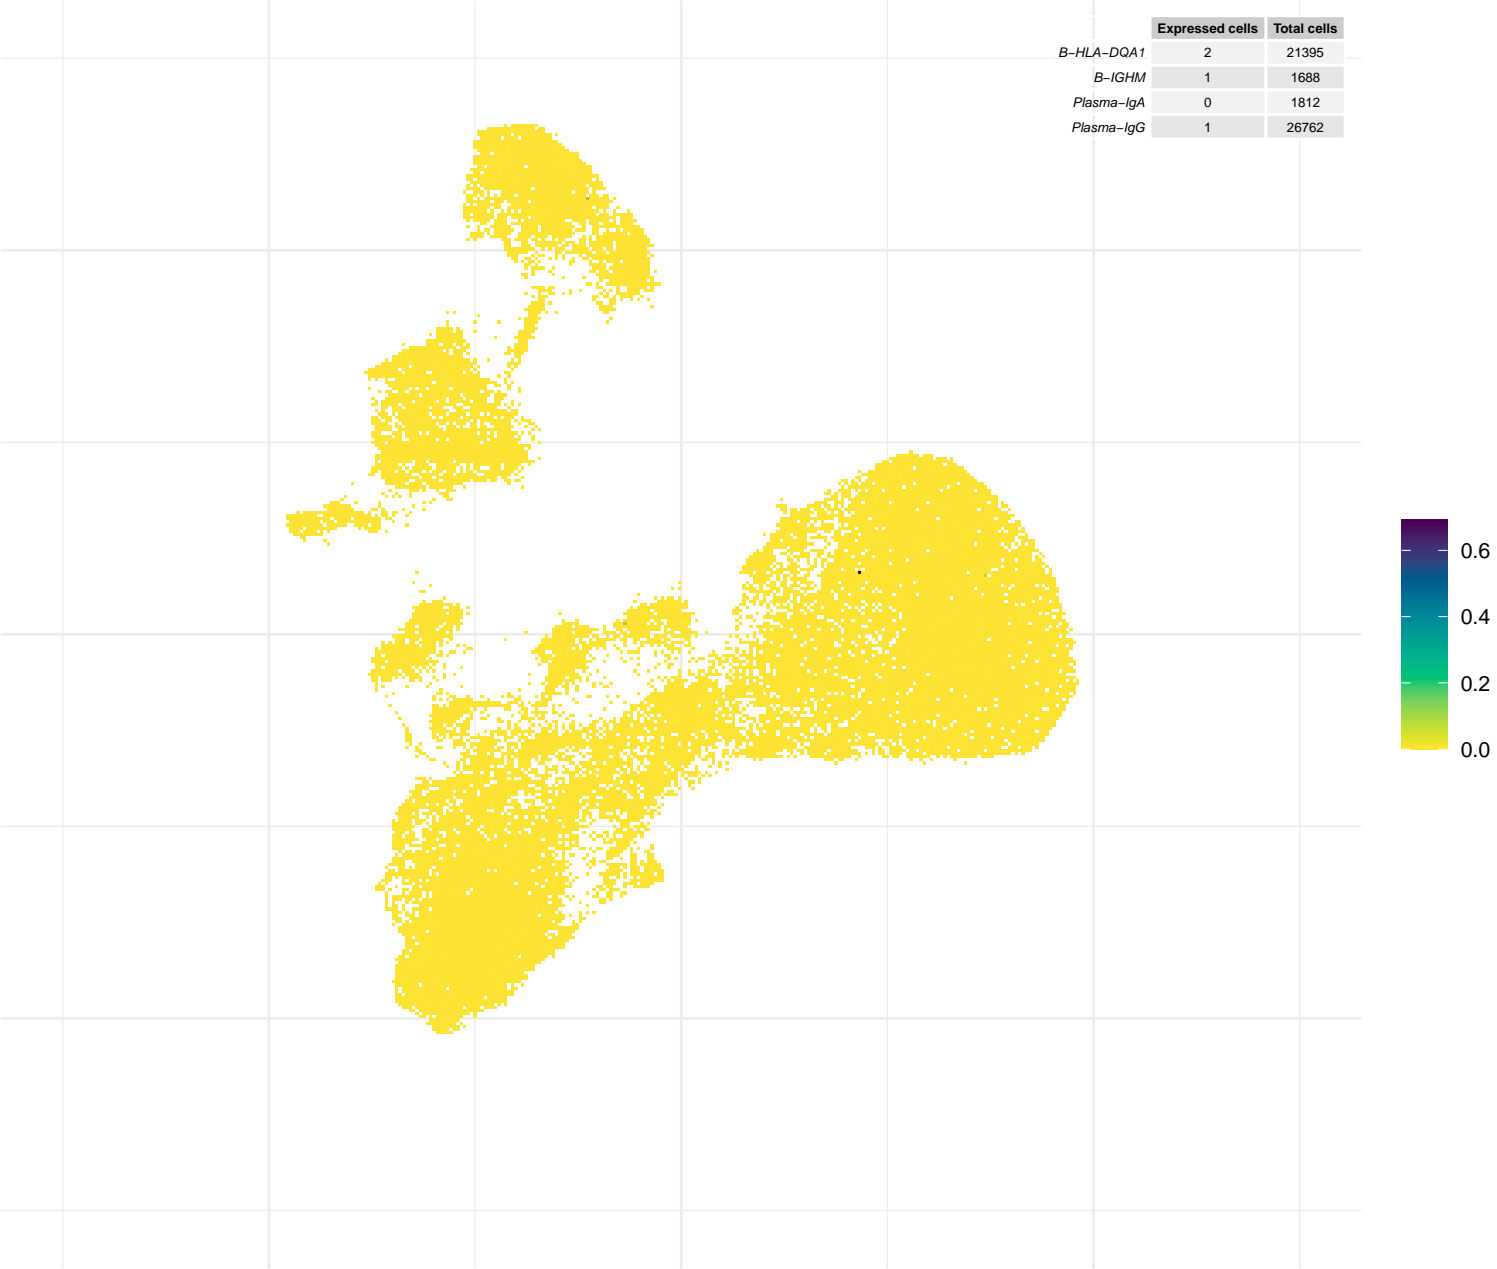 Expressed cells Total cells
B−HLA−DQA1 2 21395
B−IGHM 1 1688
Plasma−IgA 0 1812
Plasma−IgG 1 26762
0.6
0.4
0.2
0.0